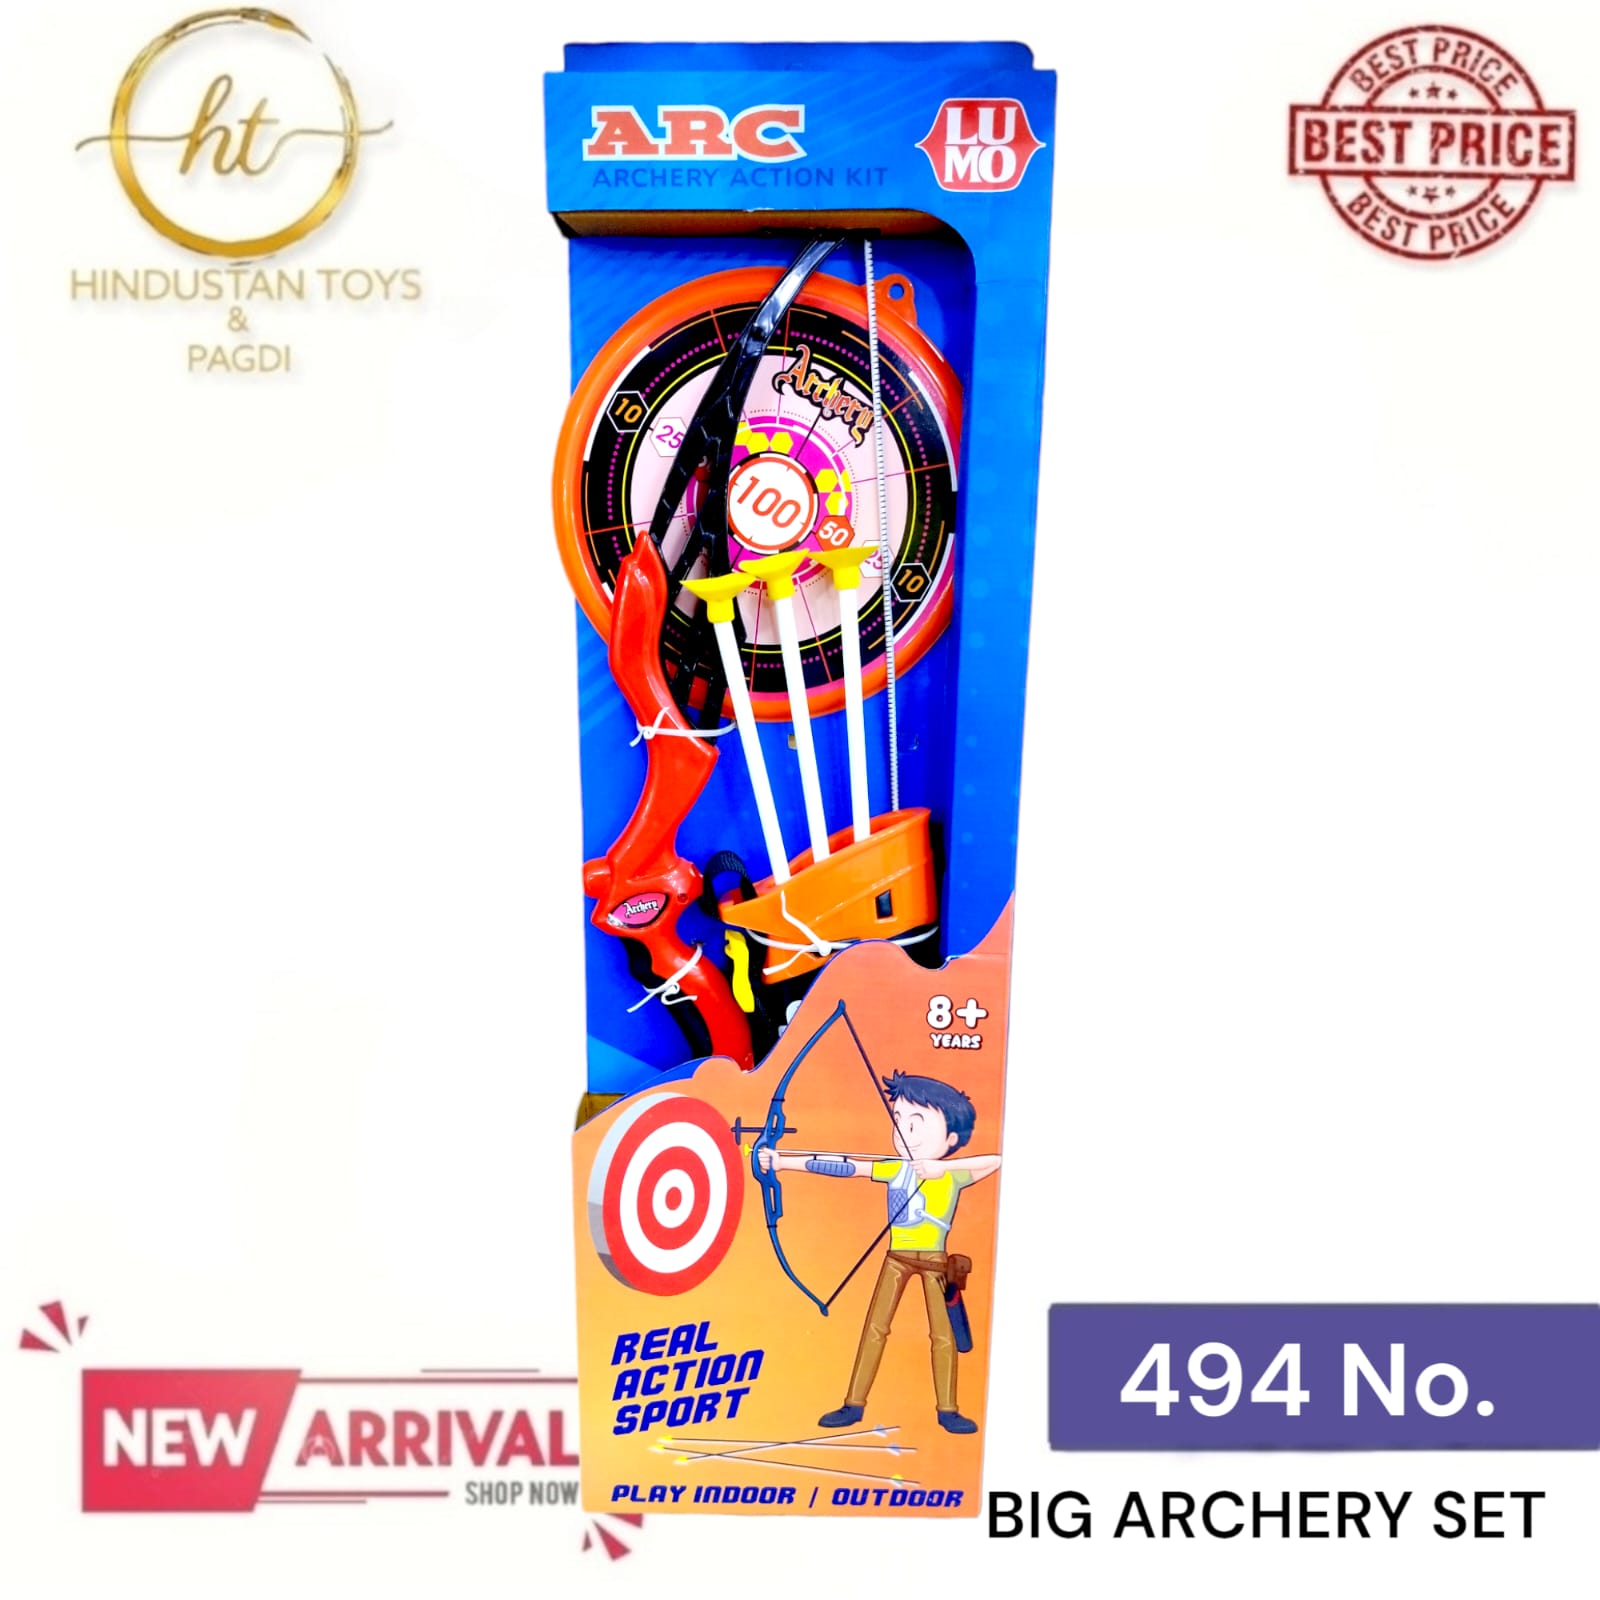 ht
HINDUSTAN TOYS
&
PAGDI
BEST PRICE
BEST PRICE
BEST PRICE
ARC
ARCHERY ACTION KIT
LU
MO
Archery
10
25
100
50
25
10
Archery
8+
YEARS
REAL
ACTION
SPORT
PLAY INDOOR / OUTDOOR
NEW ARRIVAL
SHOP NOW
494 No.
BIG ARCHERY SET